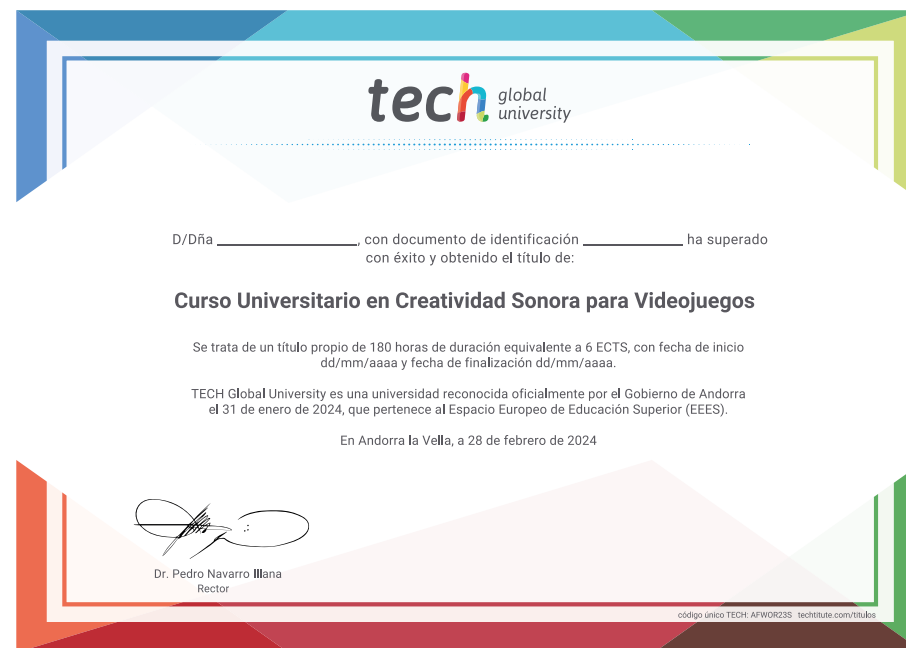 tech global university
D/Dña ____________________, con documento de identificación ______________ ha superado
con éxito y obtenido el título de:
Curso Universitario en Creatividad Sonora para Videojuegos
Se trata de un título propio de 180 horas de duración equivalente a 6 ECTS, con fecha de inicio
dd/mm/aaaa y fecha de finalización dd/mm/aaaa.
TECH Global University es una universidad reconocida oficialmente por el Gobierno de Andorra
el 31 de enero de 2024, que pertenece al Espacio Europeo de Educación Superior (EEES).
En Andorra la Vella, a 28 de febrero de 2024
Dr. Pedro Navarro Illana
Rector
código único TECH: AFWOR23S techtitute.com/titulos